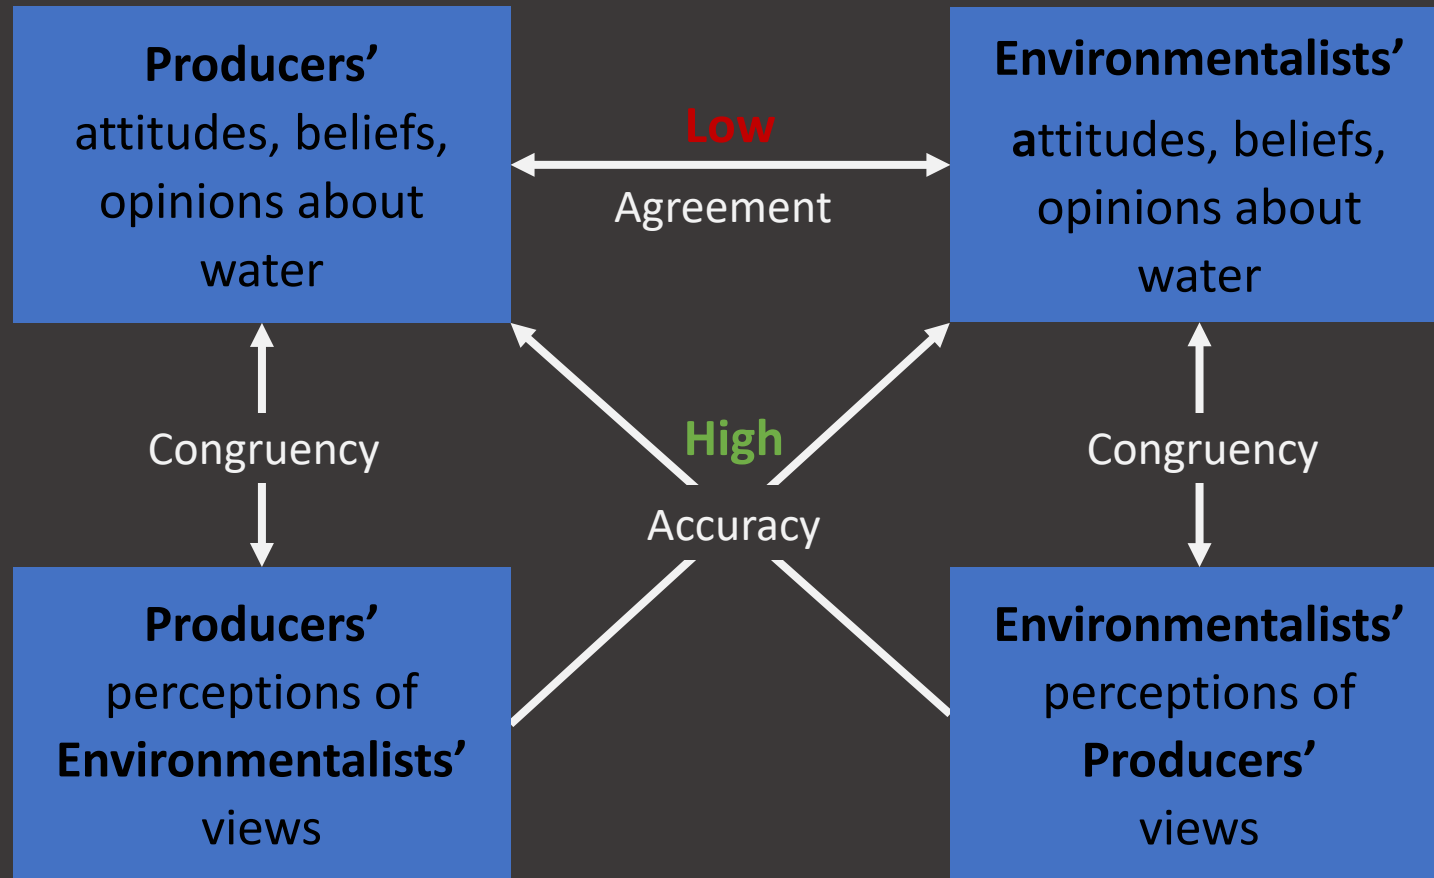 Producers’
attitudes, beliefs,
opinions about
water
Low
Agreement
Environmentalists’
attitudes, beliefs,
opinions about
water
Congruency
High
Accuracy
Congruency
Producers’
perceptions of
Environmentalists’
views
Environmentalists’
perceptions of
Producers’
views